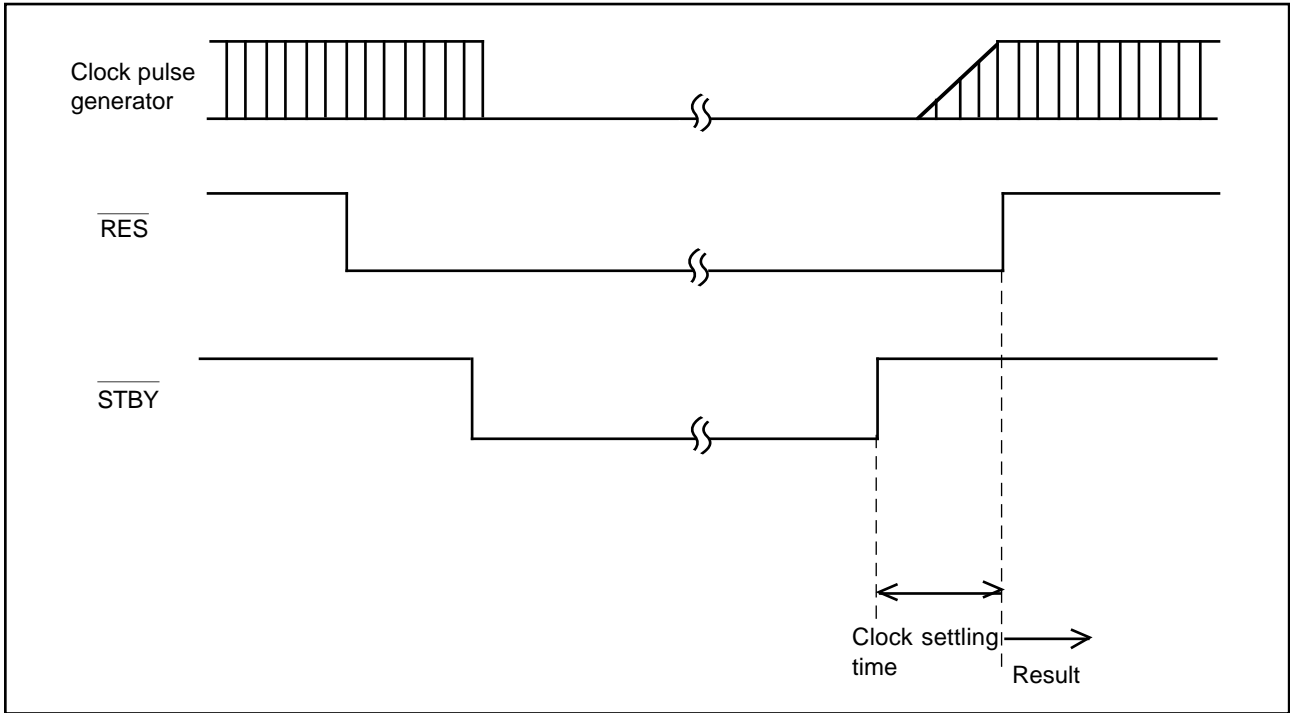 Clock pulse
generator
RES
STBY
Clock settling
time
Result